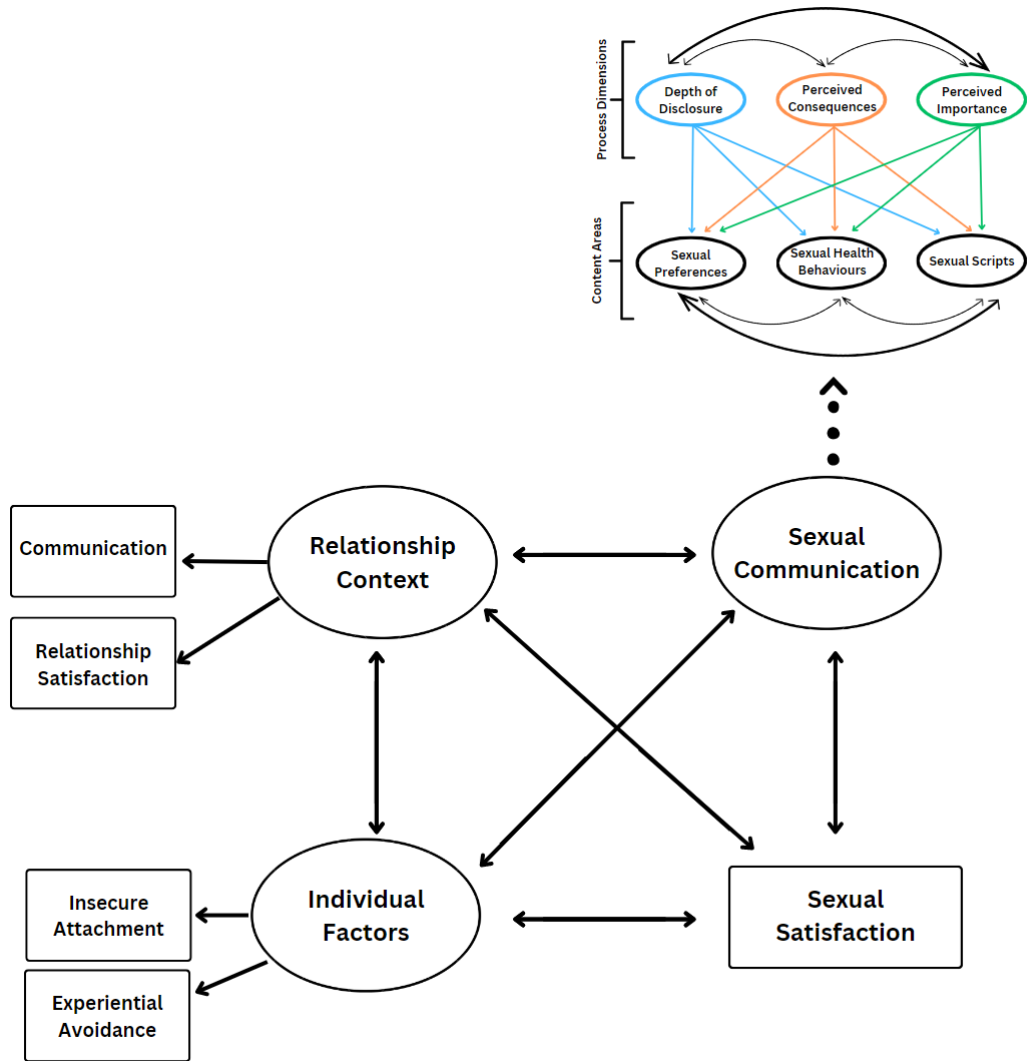 Process Dimensions
Depth of
Disclosure
Perceived
Consequences
Perceived
Importance
Content Areas
Sexual
Preferences
Sexual Health
Behaviours
Sexual Scripts
Communication
Relationship
Context
Sexual
Communication
Relationship
Satisfaction
Insecure
Attachment
Individual
Factors
Sexual
Satisfaction
Experiential
Avoidance